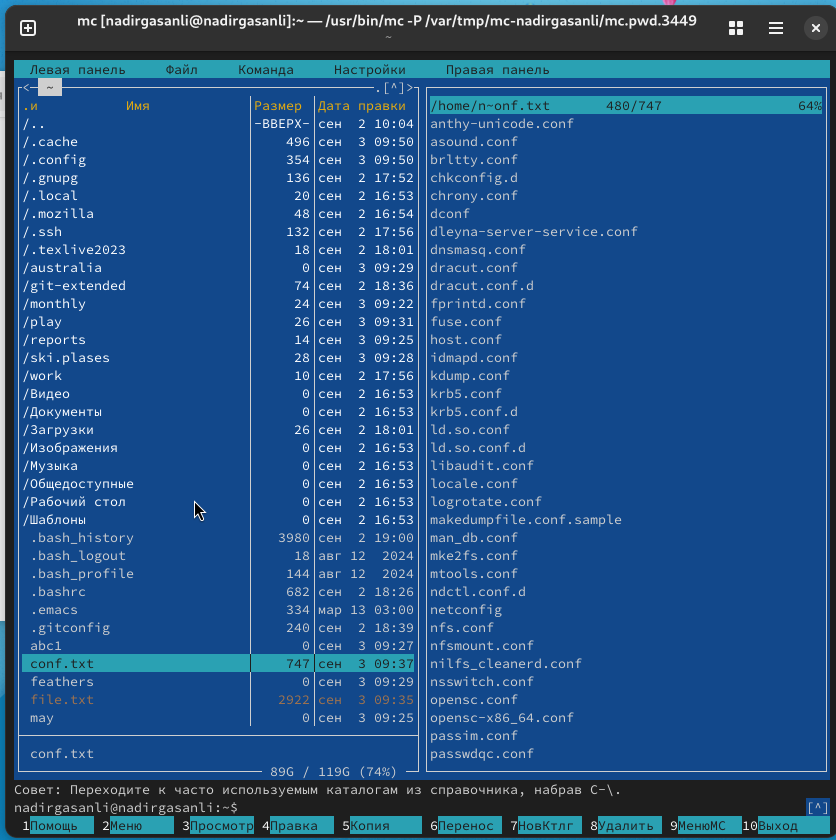 mc [nadirgasanli@nadirgasanli]:~ — /usr/bin/mc -P /var/tmp/mc-nadirgasanli/mc.pwd.3449
~
Левая панель Файл Команда Настройки Правая панель
<─ ~ .[^]>
.и Имя Размер Дата правки
/.. -ВВЕРХ- сен 2 10:04
/.cache 496 сен 3 09:50
/.config 354 сен 3 09:50
/.gnupg 136 сен 2 17:52
/.local 20 сен 2 16:53
/.mozilla 48 сен 2 16:54
/.ssh 132 сен 2 17:56
/.texlive2023 18 сен 2 18:01
/australia 0 сен 3 09:29
/git-extended 74 сен 2 18:36
/monthly 24 сен 3 09:22
/play 26 сен 3 09:31
/reports 14 сен 3 09:25
/ski.plases 28 сен 3 09:28
/work 10 сен 2 17:56
/Видео 0 сен 2 16:53
/Документы 0 сен 2 16:53
/Загрузки 26 сен 2 18:01
/Изображения 0 сен 2 16:53
/Музыка 0 сен 2 16:53
/Общедоступные 0 сен 2 16:53
/Рабочий стол 0 сен 2 16:53
/Шаблоны 0 сен 2 16:53
.bash_history 3980 сен 2 19:00
.bash_logout 18 авг 12 2024
.bash_profile 144 авг 12 2024
.bashrc 682 сен 2 18:26
.emacs 334 мар 13 03:00
.gitconfig 240 сен 2 18:39
abc1 0 сен 3 09:27
conf.txt 747 сен 3 09:37
feathers 0 сен 3 09:29
file.txt 2922 сен 3 09:35
may 0 сен 3 09:25
conf.txt
89G / 119G (74%)
/home/n~onf.txt 480/747 64%
anthy-unicode.conf
asound.conf
brltty.conf
chkconfig.d
chrony.conf
dconf
dleyna-server-service.conf
dnsmasq.conf
dracut.conf
dracut.conf.d
fprintd.conf
fuse.conf
host.conf
idmapd.conf
kdump.conf
krb5.conf
krb5.conf.d
ld.so.conf
ld.so.conf.d
libaudit.conf
locale.conf
logrotate.conf
makedumpfile.conf.sample
man_db.conf
mke2fs.conf
mtools.conf
ndctl.conf.d
netconfig
nfs.conf
nfsmount.conf
nilfs_cleanerd.conf
nsswitch.conf
opensc.conf
opensc-x86_64.conf
passim.conf
passwdqc.conf
Совет: Переходите к часто используемым каталогам из справочника, набрав C-\.
nadirgasanli@nadirgasanli:~$ [^]
1Помощь 2Меню 3Просмотр 4Правка 5Копия 6Перенос 7НовКтлг 8Удалить 9МенюМС 10Выход